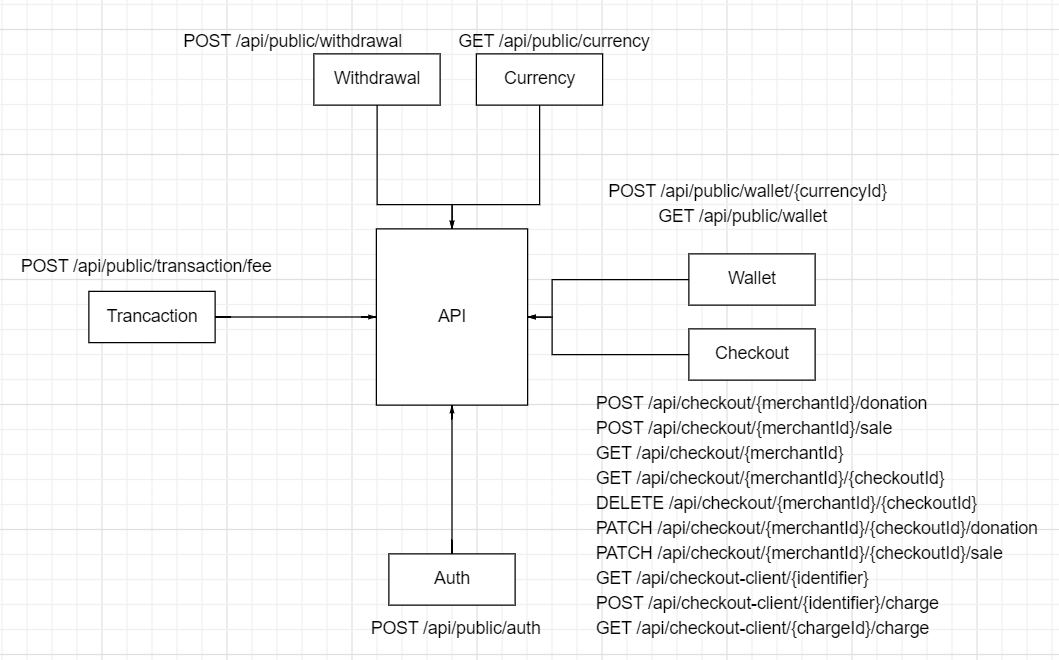 POST /api/public/withdrawal
GET /api/public/currency
Withdrawal
Currency
POST /api/public/wallet/{currencyId}
GET /api/public/wallet
POST /api/public/transaction/fee
Wallet
Trancaction
API
Checkout
POST /api/checkout/{merchantId}/donation
POST /api/checkout/{merchantId}/sale
GET /api/checkout/{merchantId}
GET /api/checkout/{merchantId}/{checkoutId}
DELETE /api/checkout/{merchantId}/{checkoutId}
PATCH /api/checkout/{merchantId}/{checkoutId}/donation
PATCH /api/checkout/{merchantId}/{checkoutId}/sale
GET /api/checkout-client/{identifier}
POST /api/checkout-client/{identifier}/charge
GET /api/checkout-client/{chargeId}/charge
Auth
POST /api/public/auth